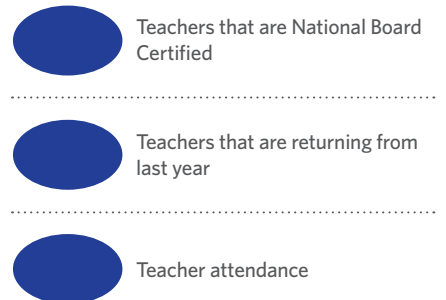 Teachers that are National Board
Certified
Teachers that are returning from
last year
Teacher attendance